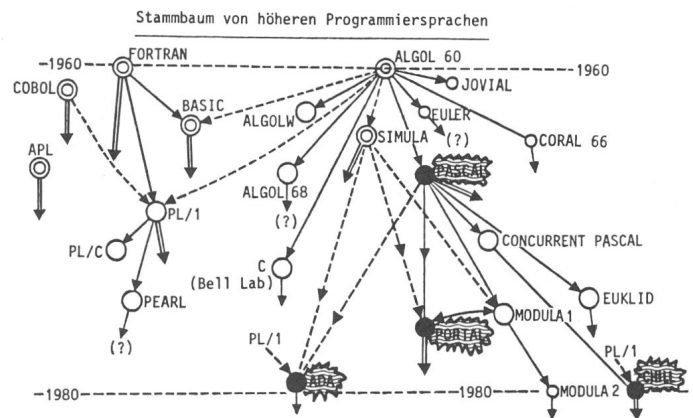 Stammbaum von höheren Programmiersprachen
1960
FORTRAN
ALGOL 60
1960
COBOL
JOVIAL
BASIC
ALGOLW
EULER
(?)
SIMULA
CORAL 66
APL
PASCAL
ALGOL 68
(?)
PL/1
CONCURRENT PASCAL
PL/C
C
(Bell Lab)
PEARL
(?)
EUKLID
MODULA1
PORTAL
PL/1
PL/1
ADA
CHILL
1980
1980
MODULA 2